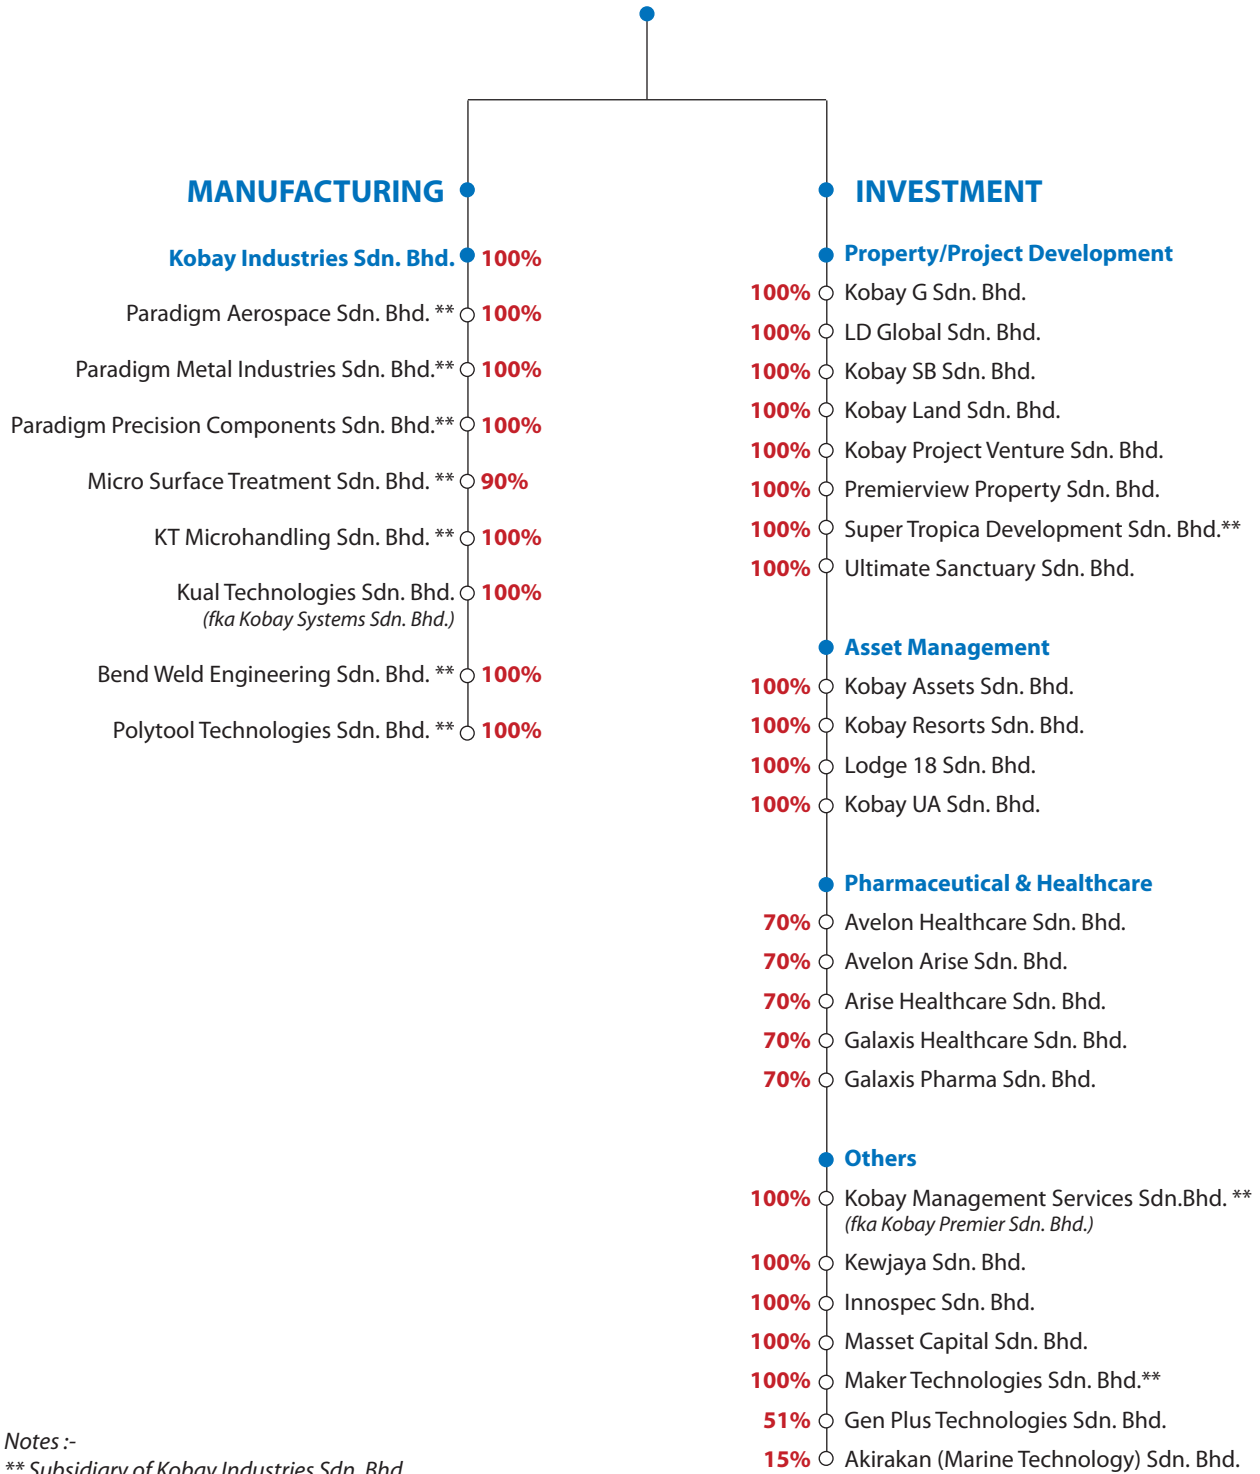 MANUFACTURING
Kobay Industries Sdn. Bhd. 100%
Paradigm Aerospace Sdn. Bhd. ** 100%
Paradigm Metal Industries Sdn. Bhd.** 100%
Paradigm Precision Components Sdn. Bhd.** 100%
Micro Surface Treatment Sdn. Bhd. ** 90%
KT Microhandling Sdn. Bhd. ** 100%
Kual Technologies Sdn. Bhd. 100%
(fka Kobay Systems Sdn. Bhd.)
Bend Weld Engineering Sdn. Bhd. ** 100%
Polytool Technologies Sdn. Bhd. ** 100%
INVESTMENT
Property/Project Development
100% Kobay G Sdn. Bhd.
100% LD Global Sdn. Bhd.
100% Kobay SB Sdn. Bhd.
100% Kobay Land Sdn. Bhd.
100% Kobay Project Venture Sdn. Bhd.
100% Premierview Property Sdn. Bhd.
100% Super Tropica Development Sdn. Bhd.**
100% Ultimate Sanctuary Sdn. Bhd.
Asset Management
100% Kobay Assets Sdn. Bhd.
100% Kobay Resorts Sdn. Bhd.
100% Lodge 18 Sdn. Bhd.
100% Kobay UA Sdn. Bhd.
Pharmaceutical & Healthcare
70% Avelon Healthcare Sdn. Bhd.
70% Avelon Arise Sdn. Bhd.
70% Arise Healthcare Sdn. Bhd.
70% Galaxis Healthcare Sdn. Bhd.
70% Galaxis Pharma Sdn. Bhd.
Others
100% Kobay Management Services Sdn.Bhd. **
(fka Kobay Premier Sdn. Bhd.)
100% Kewjaya Sdn. Bhd.
100% Innospec Sdn. Bhd.
100% Masset Capital Sdn. Bhd.
100% Maker Technologies Sdn. Bhd.**
51% Gen Plus Technologies Sdn. Bhd.
15% Akirakan (Marine Technology) Sdn. Bhd.
Notes :-
** Subsidiary of Kobay Industries Sdn. Bhd.